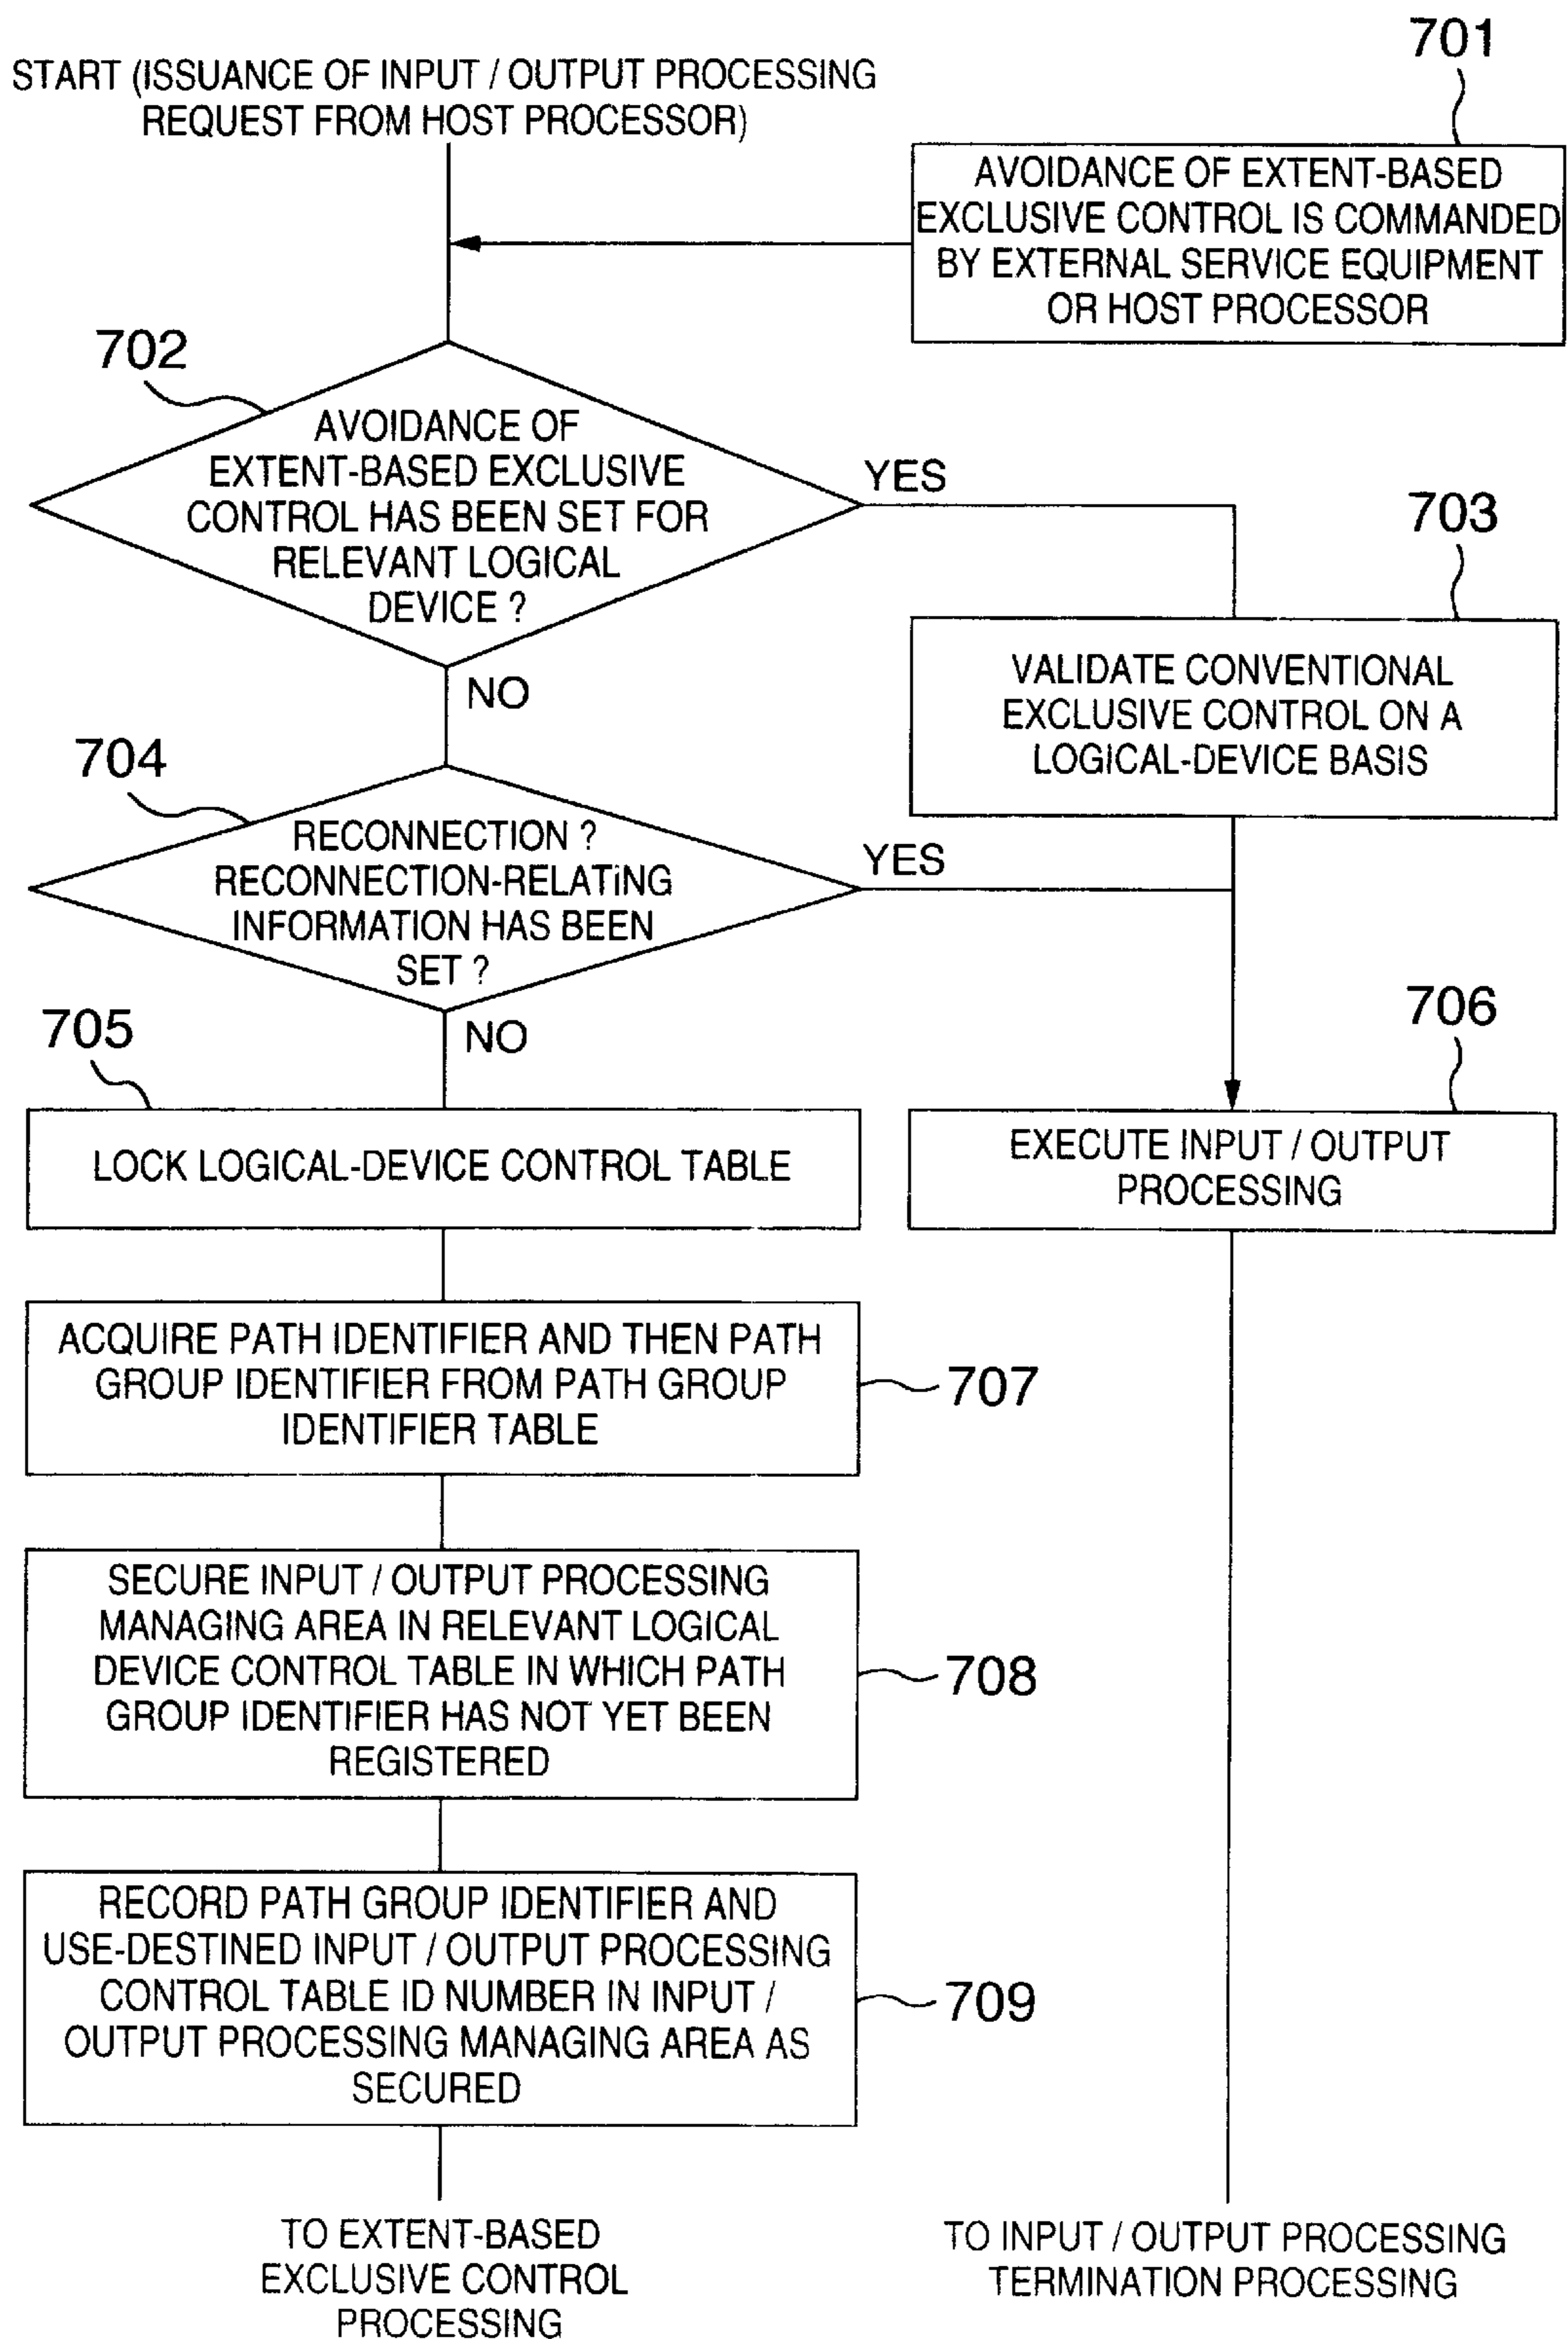 701
START (ISSUANCE OF INPUT / OUTPUT PROCESSING
REQUEST FROM HOST PROCESSOR)
AVOIDANCE OF EXTENT-BASED
EXCLUSIVE CONTROL IS COMMANDED
BY EXTERNAL SERVICE EQUIPMENT
OR HOST PROCESSOR
702
AVOIDANCE OF
EXTENT-BASED EXCLUSIVE
CONTROL HAS BEEN SET FOR
RELEVANT LOGICAL
DEVICE ?
YES
NO
703
VALIDATE CONVENTIONAL
EXCLUSIVE CONTROL ON A
LOGICAL-DEVICE BASIS
704
RECONNECTION ?
RECONNECTION-RELATING
INFORMATION HAS BEEN
SET ?
YES
NO
705
LOCK LOGICAL-DEVICE CONTROL TABLE
706
EXECUTE INPUT / OUTPUT
PROCESSING
ACQUIRE PATH IDENTIFIER AND THEN PATH
GROUP IDENTIFIER FROM PATH GROUP
IDENTIFIER TABLE
707
SECURE INPUT / OUTPUT PROCESSING
MANAGING AREA IN RELEVANT LOGICAL
DEVICE CONTROL TABLE IN WHICH PATH
GROUP IDENTIFIER HAS NOT YET BEEN
REGISTERED
708
RECORD PATH GROUP IDENTIFIER AND
USE-DESTINED INPUT / OUTPUT PROCESSING
CONTROL TABLE ID NUMBER IN INPUT /
OUTPUT PROCESSING MANAGING AREA AS
SECURED
709
TO EXTENT-BASED
EXCLUSIVE CONTROL
PROCESSING
TO INPUT / OUTPUT PROCESSING
TERMINATION PROCESSING